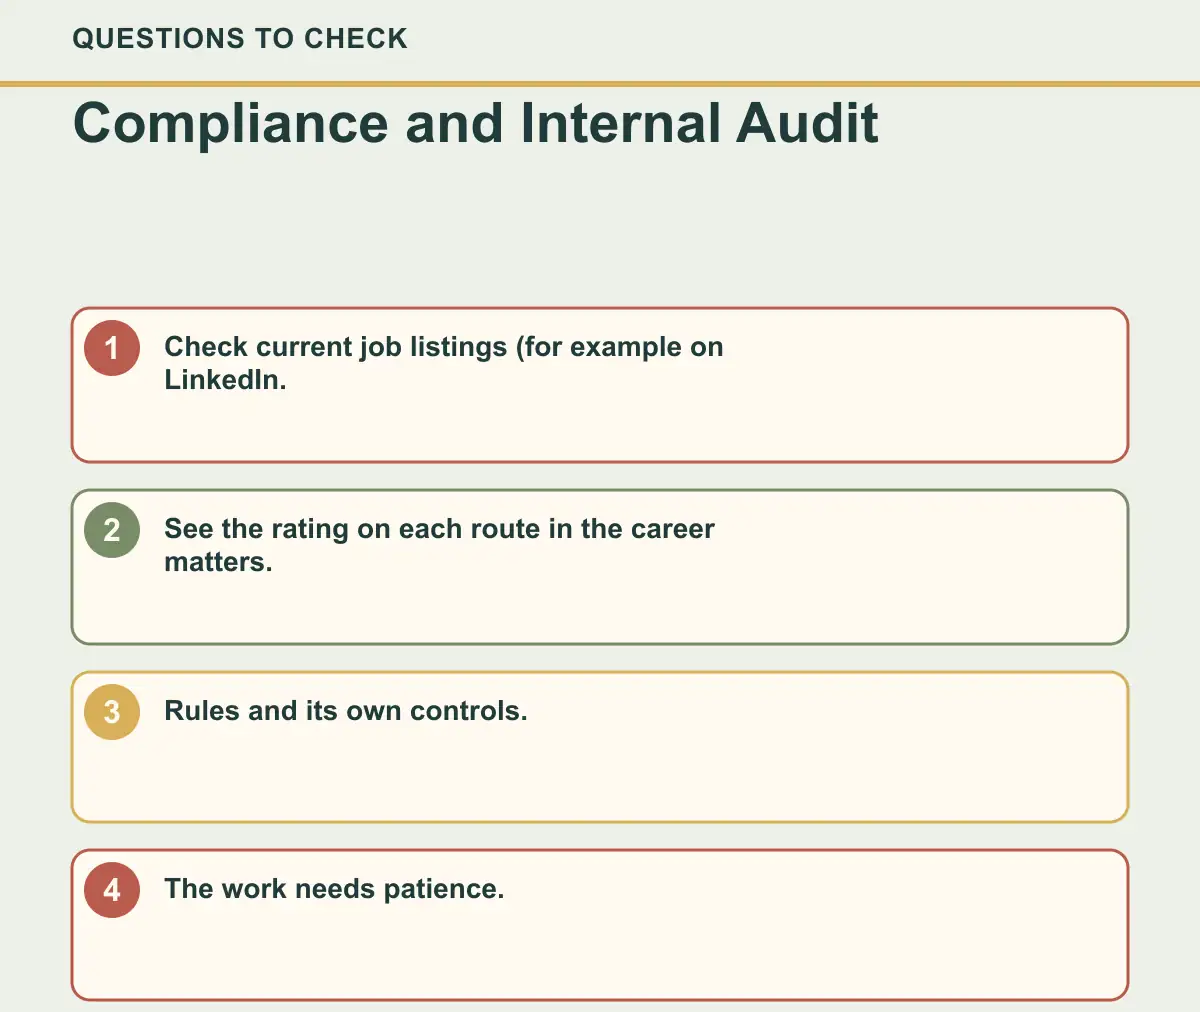 QUESTIONS TO CHECK
Compliance and Internal Audit
1
Check current job listings (for example on
LinkedIn.
2
See the rating on each route in the career
matters.
3
Rules and its own controls.
4
The work needs patience.